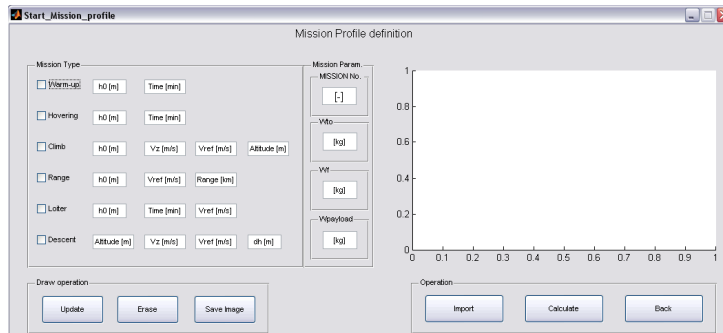 Start_Mission_profile
Mission Profile definition
Mission Type
Warm-up h0 [m] Time [min]
Hovering h0 [m] Time [min]
Climb h0 [m] Vz [m/s] Vref [m/s] Altitude [m]
Range h0 [m] Vref [m/s] Range [km]
Loiter h0 [m] Time [min] Vref [m/s]
Descent Altitude [m] Vz [m/s] Vref [m/s] dh [m]
Mission Param.
MISSION No.
[-]
Wto
[kg]
Wf
[kg]
Wpayload
[kg]
1
0.8
0.6
0.4
0.2
0
0 0.1 0.2 0.3 0.4 0.5 0.6 0.7 0.8 0.9 1
Draw operation
Update Erase Save Image
Operation
Import Calculate Back